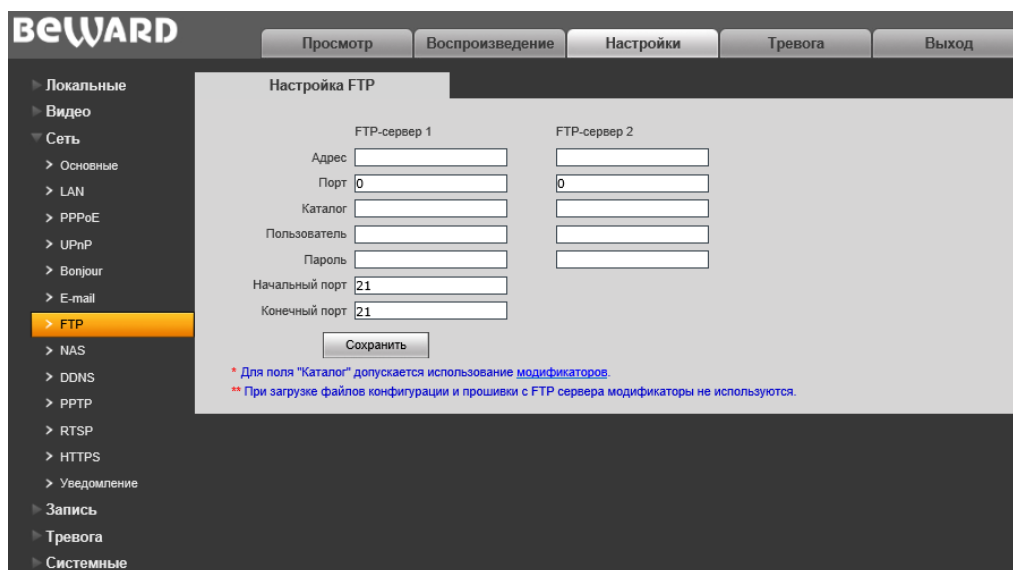 BEWARD
Просмотр Воспроизведение Настройки Тревога Выход
Локальные
Видео
Сеть
Основные
LAN
PPPoE
UPnP
Bonjour
E-mail
FTP
NAS
DDNS
PPTP
RTSP
HTTPS
Уведомление
Запись
Тревога
Системные
Настройка FTP
FTP-сервер 1 FTP-сервер 2
Адрес
Порт 0 0
Каталог
Пользователь
Пароль
Начальный порт 21
Конечный порт 21
Сохранить
* Для поля "Каталог" допускается использование модификаторов.
** При загрузке файлов конфигурации и прошивки с FTP сервера модификаторы не используются.